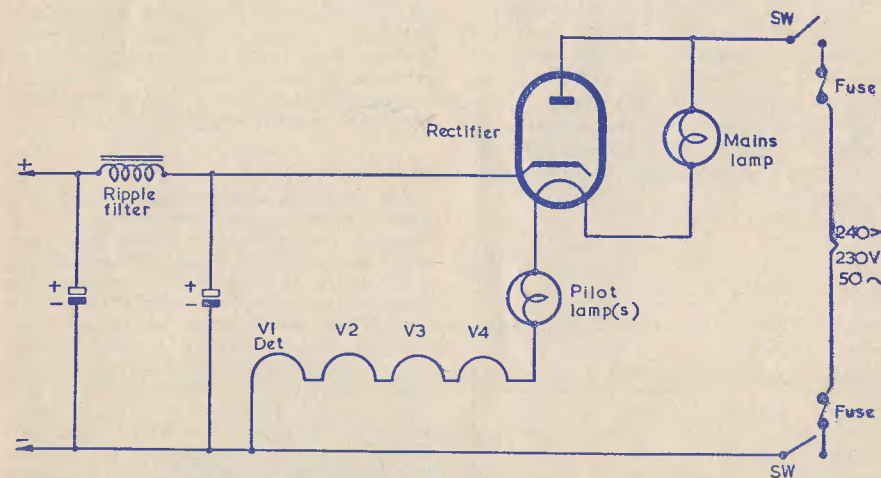 SW
Fuse
Rectifier
Mains
lamp
+
Ripple
filter
240>
230V
50~
+
-
+
-
Pilot
lamp(s)
V1
Det
V2
V3
V4
Fuse
-
SW